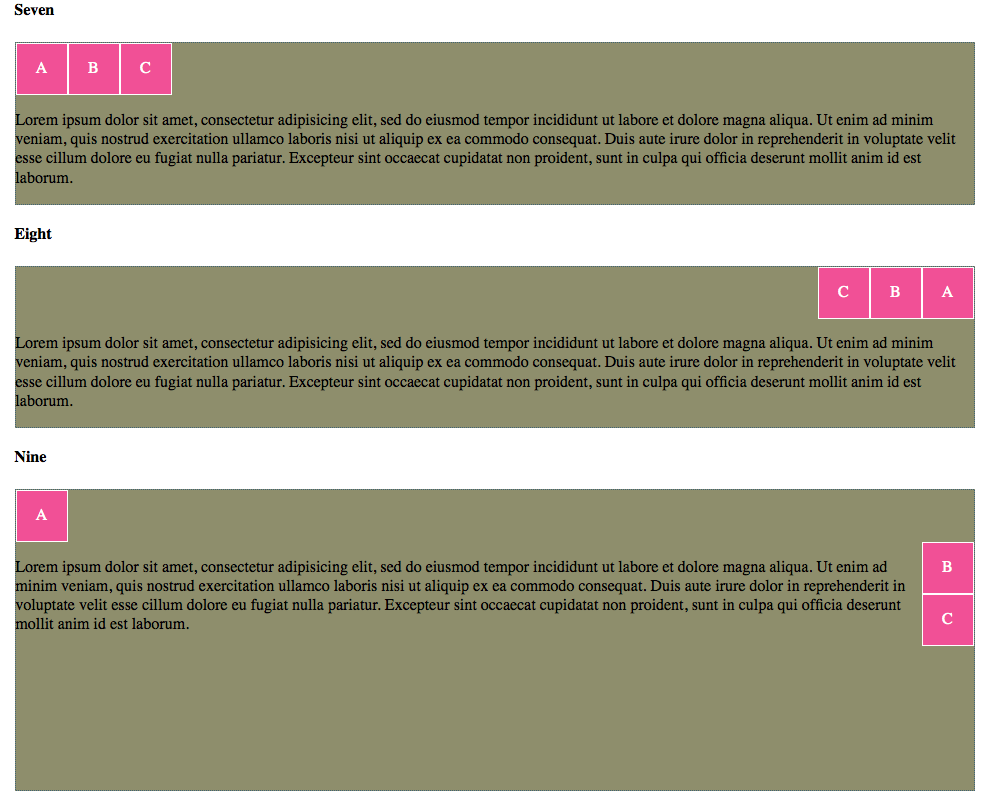 Seven
A B C
Lorem ipsum dolor sit amet, consectetur adipisicing elit, sed do eiusmod tempor incididunt ut labore et dolore magna aliqua. Ut enim ad minim
veniam, quis nostrud exercitation ullamco laboris nisi ut aliquip ex ea commodo consequat. Duis aute irure dolor in reprehenderit in voluptate velit
esse cillum dolore eu fugiat nulla pariatur. Excepteur sint occaecat cupidatat non proident, sunt in culpa qui officia deserunt mollit anim id est
laborum.
Eight
C B A
Lorem ipsum dolor sit amet, consectetur adipisicing elit, sed do eiusmod tempor incididunt ut labore et dolore magna aliqua. Ut enim ad minim
veniam, quis nostrud exercitation ullamco laboris nisi ut aliquip ex ea commodo consequat. Duis aute irure dolor in reprehenderit in voluptate velit
esse cillum dolore eu fugiat nulla pariatur. Excepteur sint occaecat cupidatat non proident, sunt in culpa qui officia deserunt mollit anim id est
laborum.
Nine
A
Lorem ipsum dolor sit amet, consectetur adipisicing elit, sed do eiusmod tempor incididunt ut labore et dolore magna aliqua. Ut enim ad
minim veniam, quis nostrud exercitation ullamco laboris nisi ut aliquip ex ea commodo consequat. Duis aute irure dolor in reprehenderit in
voluptate velit esse cillum dolore eu fugiat nulla pariatur. Excepteur sint occaecat cupidatat non proident, sunt in culpa qui officia deserunt
mollit anim id est laborum.
B
C